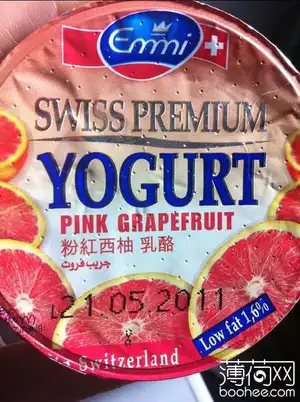 Emmi
SWISS PREMIUM
YOGURT
PINK GRAPEFRUIT
粉紅西柚 乳酪
جريب فروت
21.05.2011
Low fat 1,6%
Switzerland
薄荷网
boohee.com